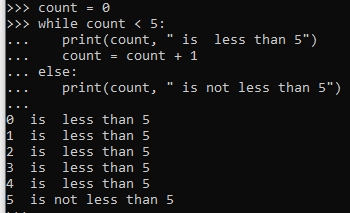 >>> count = 0
>>> while count < 5:
...     print(count, " is  less than 5")
...     count = count + 1
... else:
...     print(count, " is not less than 5")
...
0  is  less than 5
1  is  less than 5
2  is  less than 5
3  is  less than 5
4  is  less than 5
5  is not less than 5